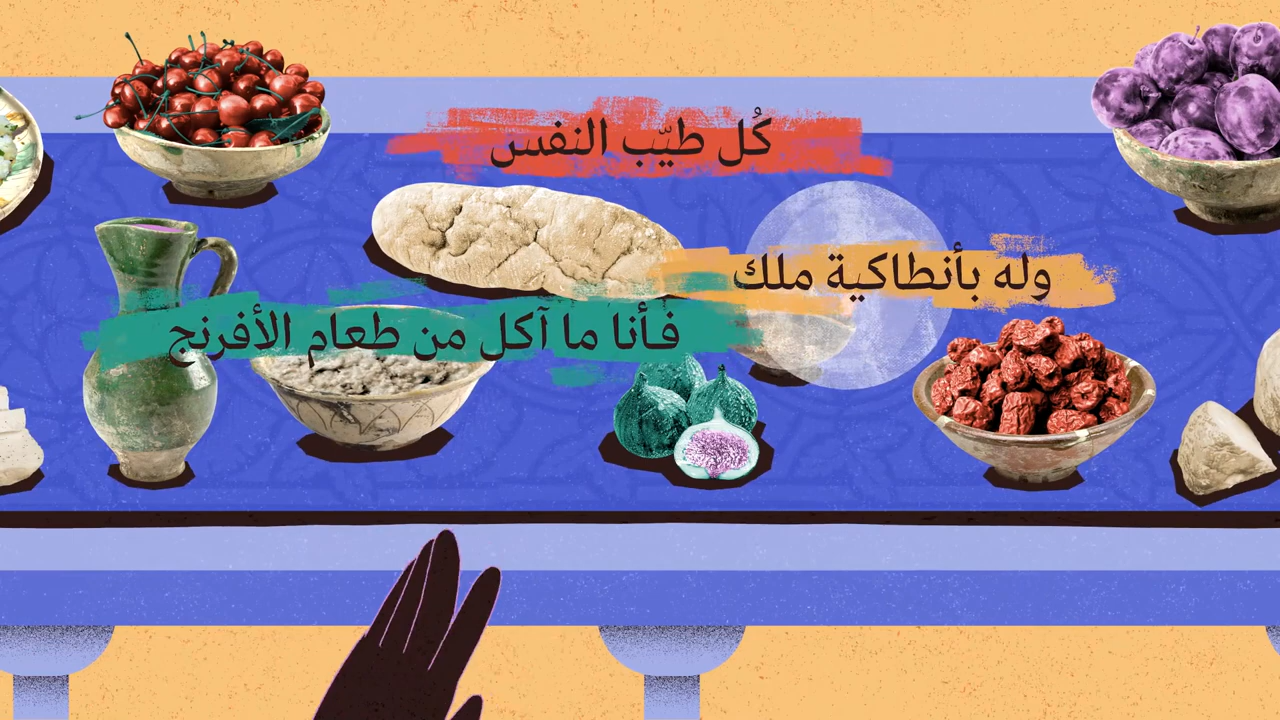 كُل طيّب النفس
وله بأنطاكية ملك
فأنا ما آكل من طعام الأفرنج